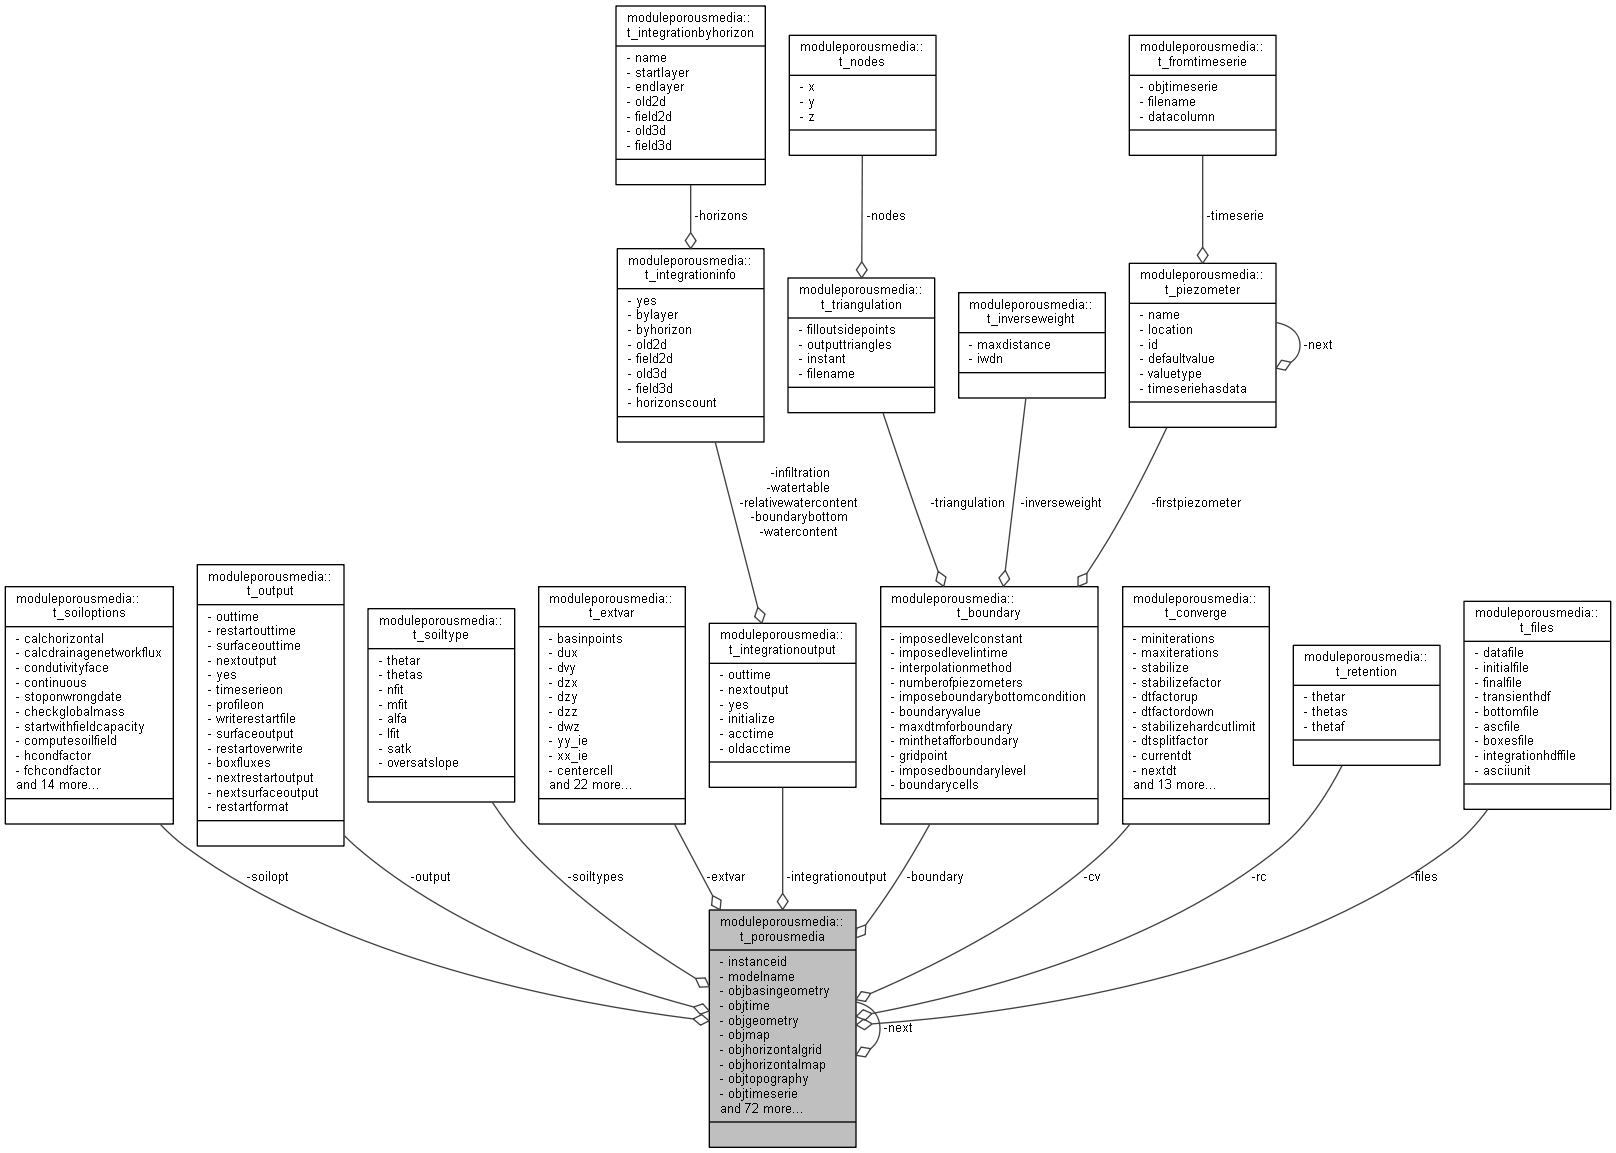 moduleporousmedia::
t_integrationbyhorizon
- name
- startlayer
- endlayer
- old2d
- field2d
- old3d
- field3d
moduleporousmedia::
t_nodes
- x
- y
- z
moduleporousmedia::
t_fromtimeserie
- objtimeserie
- filename
- datacolumn
-horizons
-nodes
-timeserie
moduleporousmedia::
t_integrationinfo
- yes
- bylayer
- byhorizon
- old2d
- field2d
- old3d
- field3d
- horizonscount
moduleporousmedia::
t_triangulation
- filloutsidepoints
- outputtriangles
- instant
- filename
moduleporousmedia::
t_inverseweight
- maxdistance
- iwdn
moduleporousmedia::
t_piezometer
- name
- location
- id
- defaultvalue
- valuetype
- timeseriehasdata
-next
-infiltration
-watertable
-relativewatercontent
-boundarybottom
-watercontent
-triangulation
-inverseweight
-firstpiezometer
moduleporousmedia::
t_soiloptions
- calchorizontal
- calcdrainagenetworkflux
- condutivityface
- continuous
- stoponwrongdate
- checkglobalmass
- startwithfieldcapacity
- computesoilfield
- hcondfactor
- fchcondfactor
and 14 more...
moduleporousmedia::
t_output
- outtime
- restartouttime
- surfaceouttime
- nextoutput
- yes
- timeserieon
- profileon
- writerestartfile
- surfaceoutput
- restartoverwrite
- boxfluxes
- nextrestartoutput
- nextsurfaceoutput
- restartformat
moduleporousmedia::
t_soiltype
- thetar
- thetas
- nfit
- mfit
- alfa
- lfit
- satk
- oversatslope
moduleporousmedia::
t_extvar
- basinpoints
- dux
- dvy
- dzx
- dzy
- dzz
- dwz
- yy_ie
- xx_ie
- centercell
and 22 more...
moduleporousmedia::
t_integrationoutput
- outtime
- nextoutput
- yes
- initialize
- acctime
- oldacctime
moduleporousmedia::
t_boundary
- imposedlevelconstant
- imposedlevelintime
- interpolationmethod
- numberofpiezometers
- imposeboundarybottomcondition
- boundaryvalue
- maxdtmforboundary
- minthetafforboundary
- gridpoint
- imposedboundarylevel
- boundarycells
moduleporousmedia::
t_converge
- miniterations
- maxiterations
- stabilize
- stabilizefactor
- dtfactorup
- dtfactordown
- stabilizehardcutlimit
- dtsplitfactor
- currentdt
- nextdt
and 13 more...
moduleporousmedia::
t_retention
- thetar
- thetas
- thetaf
moduleporousmedia::
t_files
- datafile
- initialfile
- finalfile
- transienthdf
- bottomfile
- ascfile
- boxesfile
- integrationhdffile
- asciiunit
-soilopt
-output
-soiltypes
-extvar
-integrationoutput
-boundary
-cv
-rc
-files
moduleporousmedia::
t_porousmedia
- instanceid
- modelname
- objbasingeometry
- objtime
- objgeometry
- objmap
- objhorizontalgrid
- objhorizontalmap
- objtopography
- objtimeserie
and 72 more...
-next